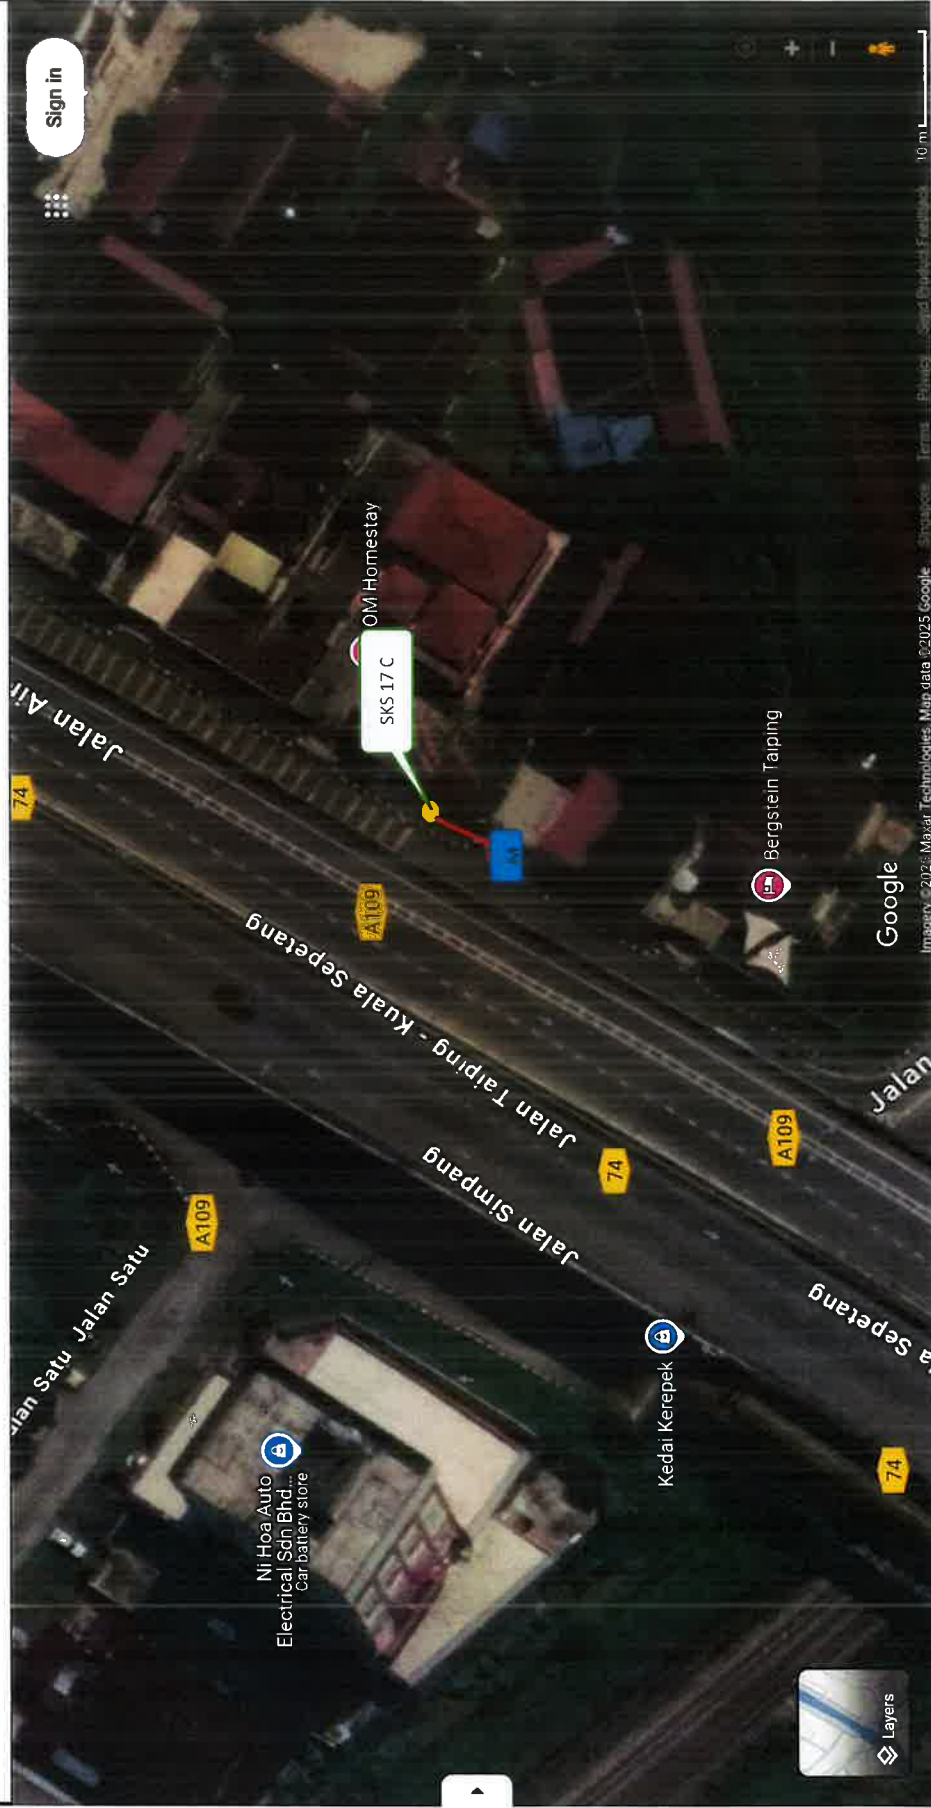 Sign in
74
Jalan Air
OM Homestay
SKS 17 C
A109
M
Jalan Taiping - Kuala Sepetang
Bergstein Taiping
Jalan Simpang
74
A109
Jalan
A109
Jalan Satu
Jalan Satu
Sepetang
Ni Hoa Auto
Electrical Sdn Bhd...
Car battery store
Kedai Kerepek
74
Layers
Google
Imagery ©2025 Maxar Technologies, Map data ©2025 Google
Singapore
Terms
Privacy
Send Product Feedback
10 m